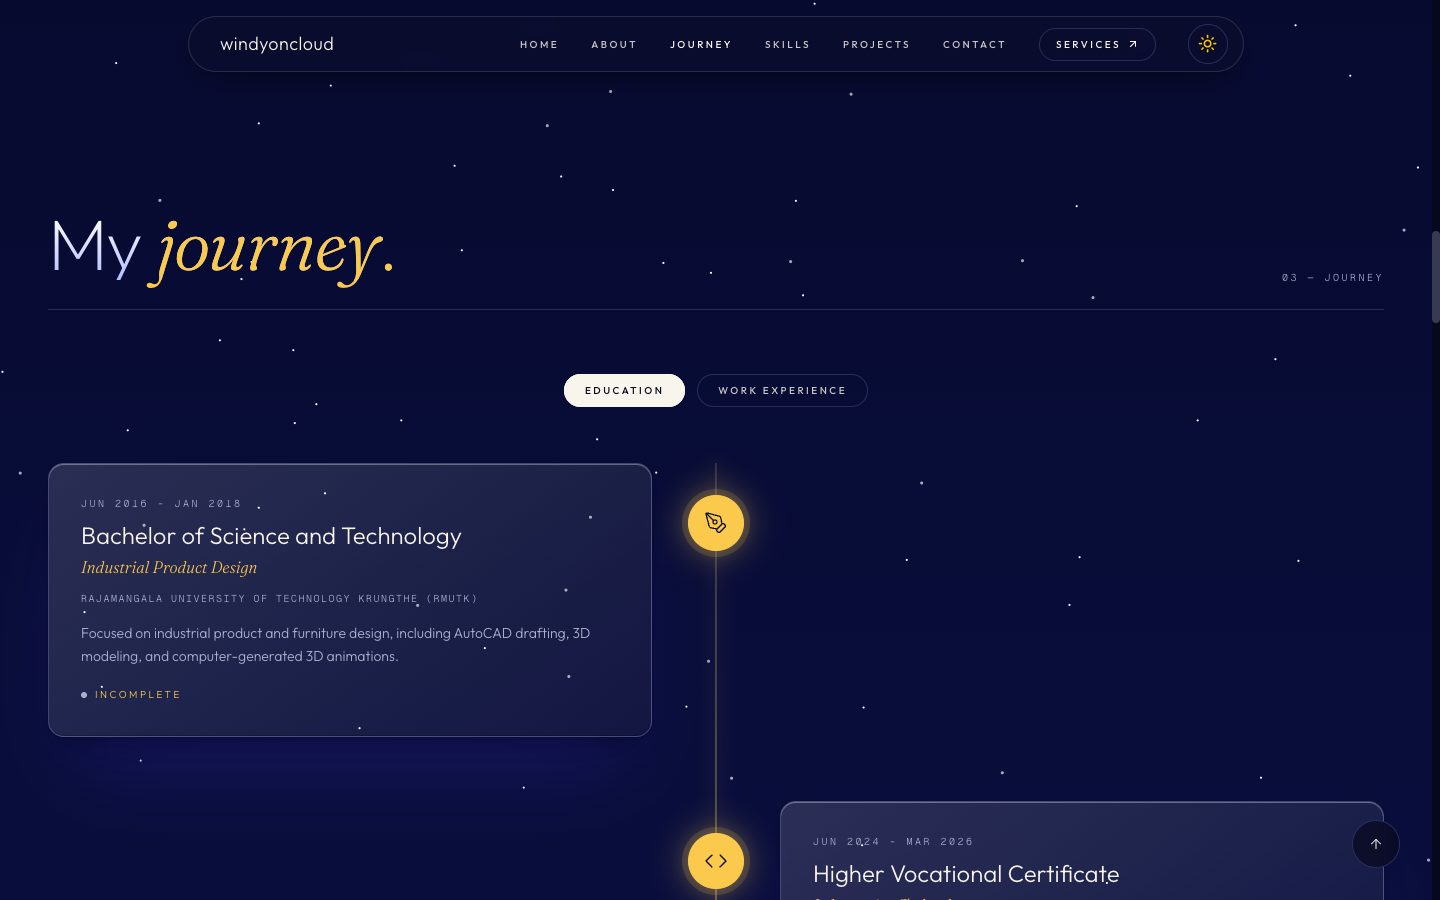 windyoncloud
HOME
ABOUT
JOURNEY
SKILLS
PROJECTS
CONTACT
SERVICES
My journey.
03 — JOURNEY
EDUCATION
WORK EXPERIENCE
JUN 2016 - JAN 2018
Bachelor of Science and Technology
Industrial Product Design
RAJAMANGALA UNIVERSITY OF TECHNOLOGY KRUNGTHE (RMUTK)
Focused on industrial product and furniture design, including AutoCAD drafting, 3D
modeling, and computer-generated 3D animations.
INCOMPLETE
JUN 2024 - MAR 2026
Higher Vocational Certificate